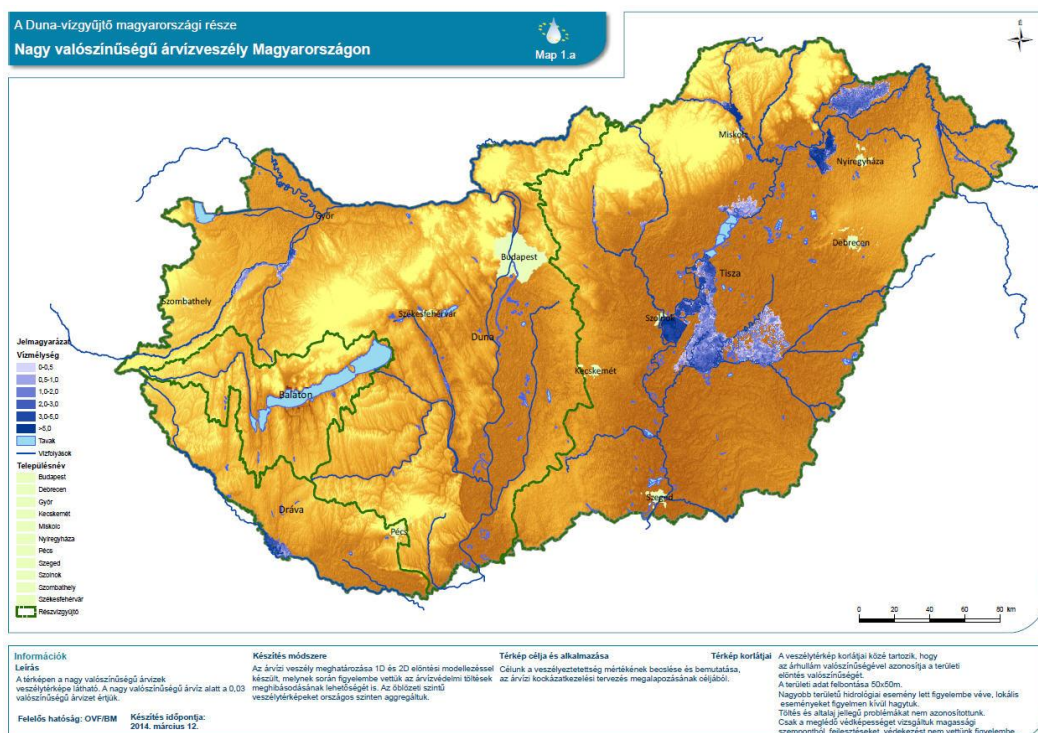 A Duna-vízgyűjtő magyarországi része
Nagy valószínűségű árvízveszély Magyarországon
Map 1.a
É
Miskolc
Nyíregyháza
Győr
Debrecen
Budapest
Tisza
Szombathely
Székesfehérvár
Szolnok
Duna
Kecskemét
Balaton
Szeged
Dráva
Pécs
Jelmagyarázat
Vízmélység
0-0,5
0,5-1,0
1,0-2,0
2,0-3,0
3,0-5,0
>5,0
Tavak
Vízfolyások
Településnév
Budapest
Debrecen
Győr
Kecskemét
Miskolc
Nyíregyháza
Pécs
Szeged
Szolnok
Szombathely
Székesfehérvár
Részvízgyűjtő
0 20 40 60 80 km
Információk
Leírás
A térképen a nagy valószínűségű árvizek
veszélytérképe látható. A nagy valószínűségű árvíz alatt a 0,03
valószínűségű árvizet értjük.
Felelős hatóság: OVF/BM
Készítés időpontja:
2014. március 12.
Készítés módszere
Az árvízi veszély meghatározása 1D és 2D elöntési modellezéssel
készült, melynek során figyelembe vettük az árvízvédelmi töltések
meghibásodásának lehetőségét is. Az öblözeti szintű
veszélytérképeket országos szinten aggregáltuk.
Térkép célja és alkalmazása
Célunk a veszélyeztetettség mértékének becslése és bemutatása,
az árvízi kockázatkezelési tervezés megalapozásának céljából.
Térkép korlátjai
A veszélytérkép korlátjai közé tartozik, hogy
az árhullám valószínűségével azonosítja a területi
elöntés valószínűségét.
A területi adat felbontása 50x50m.
Nagyobb területű hidrológiai esemény lett figyelembe véve, lokális
eseményeket figyelmen kívül hagytuk.
Töltés és altalaj jellegű problémákat nem azonosítottunk.
Csak a meglédő védképességet vizsgáltuk magassági
szempontból, fejlesztéseket, védekezést nem vettünk figyelembe